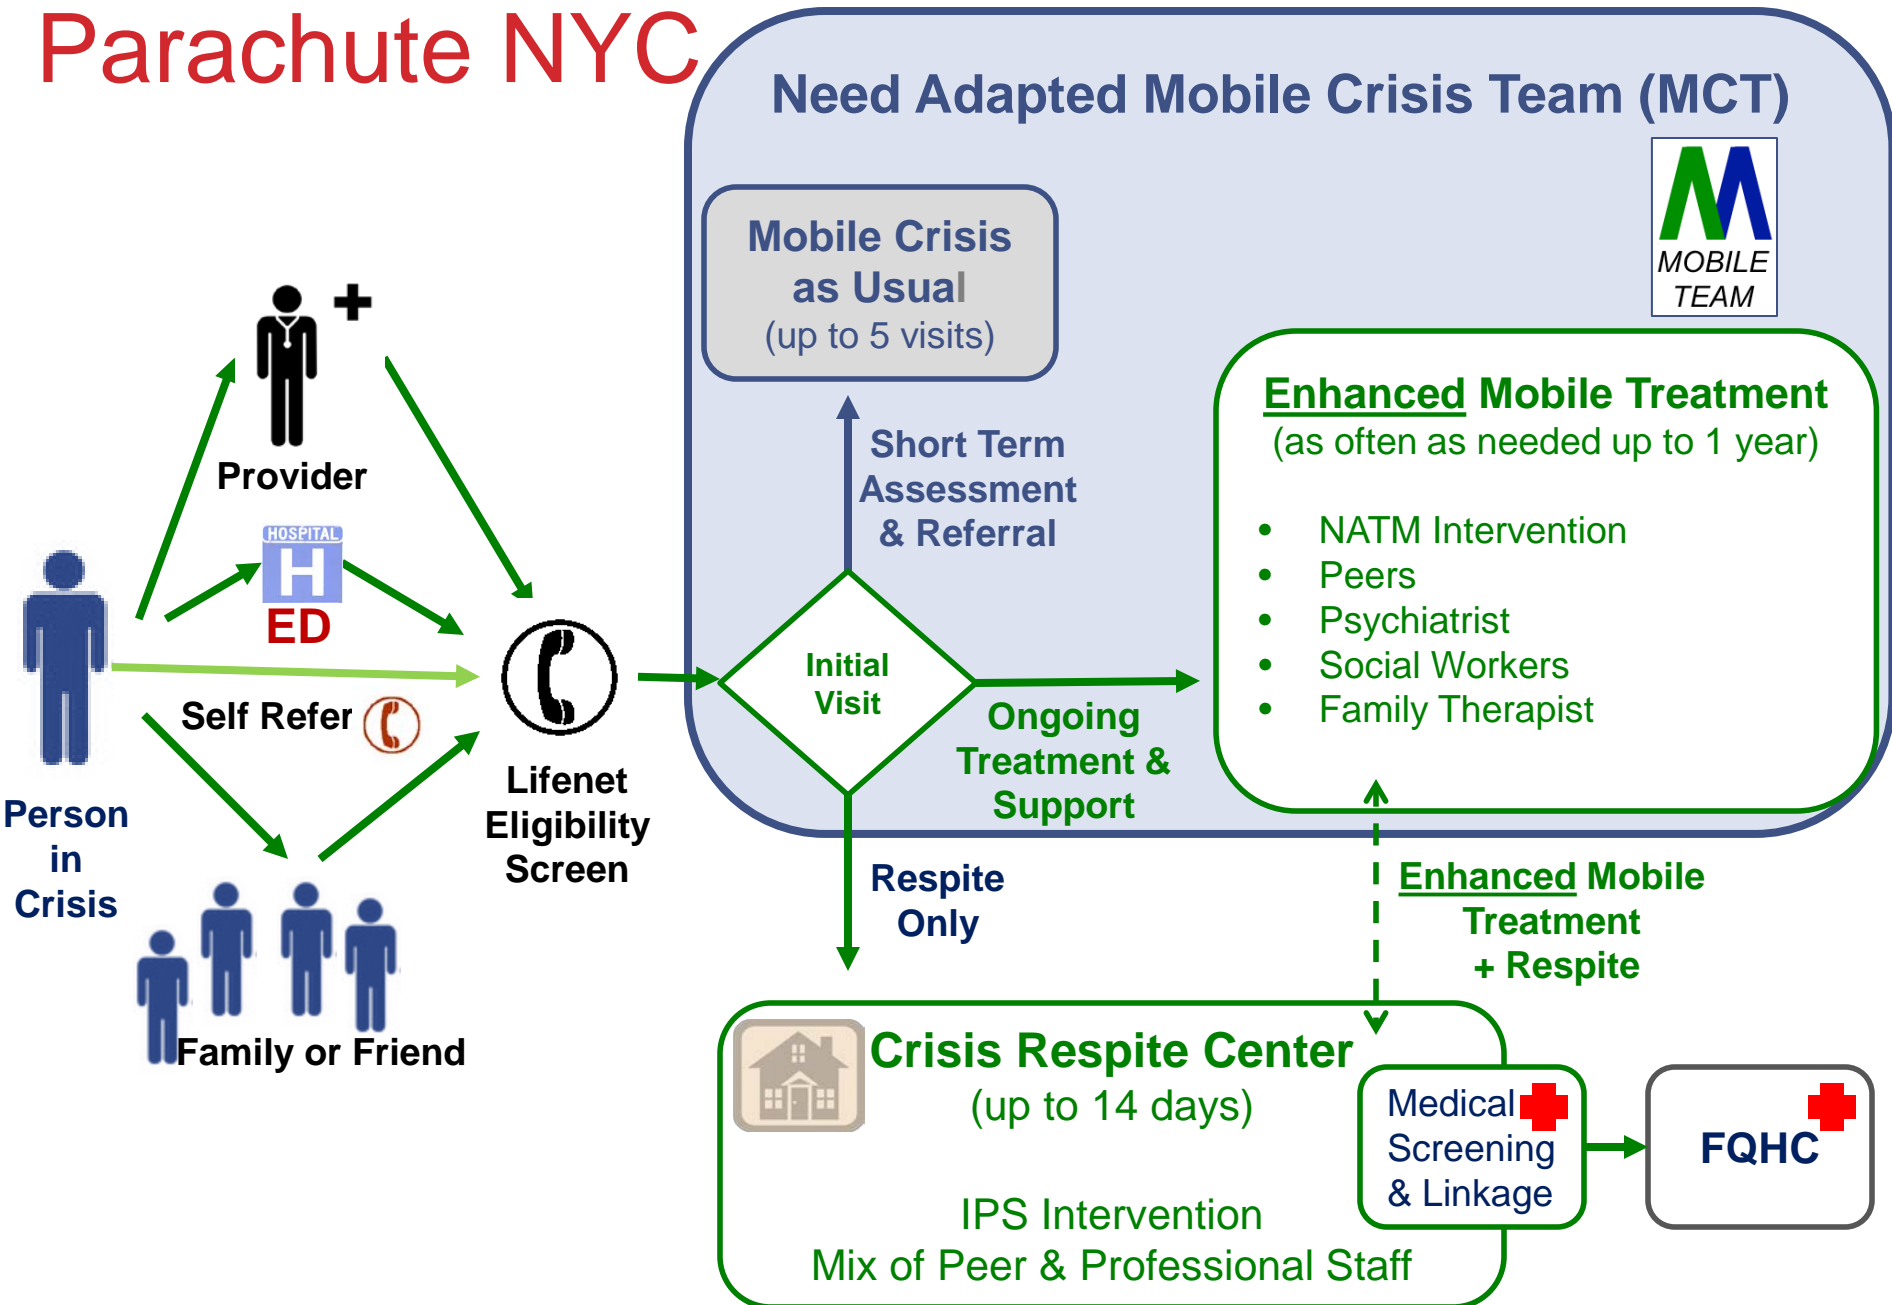 Parachute NYC
Need Adapted Mobile Crisis Team (MCT)
MOBILE
TEAM
Mobile Crisis
as Usual
(up to 5 visits)
Short Term
Assessment
& Referral
Enhanced Mobile Treatment
(as often as needed up to 1 year)
• NATM Intervention
• Peers
• Psychiatrist
• Social Workers
• Family Therapist
Provider
HOSPITAL
H
ED
Self Refer
Person
in
Crisis
Family or Friend
Lifenet
Eligibility
Screen
Initial
Visit
Ongoing
Treatment &
Support
Respite
Only
Enhanced Mobile
Treatment
+ Respite
Crisis Respite Center
(up to 14 days)
IPS Intervention
Mix of Peer & Professional Staff
Medical
Screening
& Linkage
FQHC